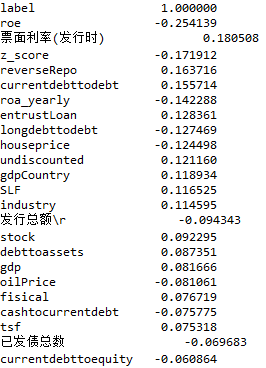 label 1.000000
roe -0.254139
票面利率(发行时) 0.180508
z_score -0.171912
reverseRepo 0.163716
currentdebttodebt 0.155714
roa_yearly -0.142288
entrustLoan 0.128361
longdebttodebt -0.127469
houseprice -0.124498
undiscounted 0.121160
gdpCountry 0.118934
SLF 0.116525
industry 0.114595
发行总额\r -0.094343
stock 0.092295
debttoassets 0.087351
gdp 0.081666
oilPrice -0.081061
fisical 0.076719
cashtocurrentdebt -0.075775
tsf 0.075318
已发债总数 -0.069683
currentdebttoequity -0.060864